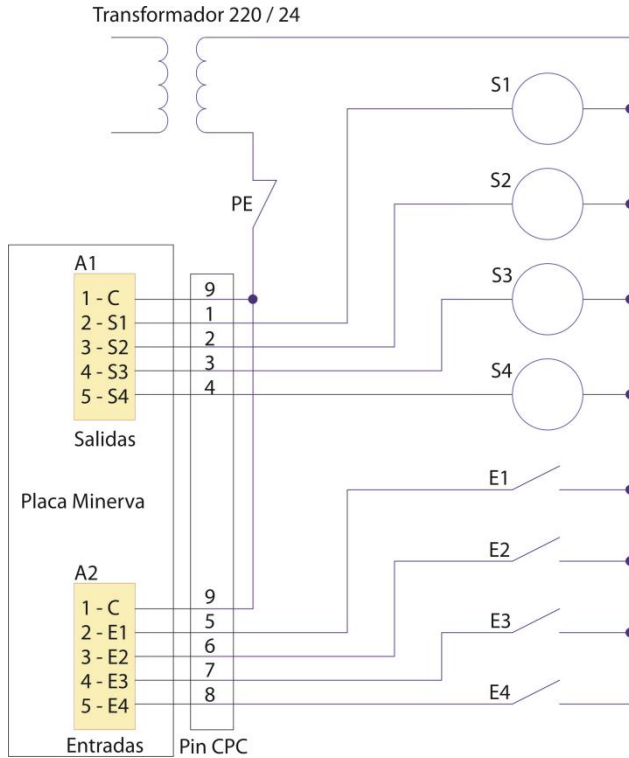 Transformador 220 / 24
S1
S2
PE
S3
S4
A1
1 - C
2 - S1
3 - S2
4 - S3
5 - S4
9
1
2
3
4
Salidas
Placa Minerva
E1
E2
E3
E4
A2
1 - C
2 - E1
3 - E2
4 - E3
5 - E4
9
5
6
7
8
Entradas
Pin CPC